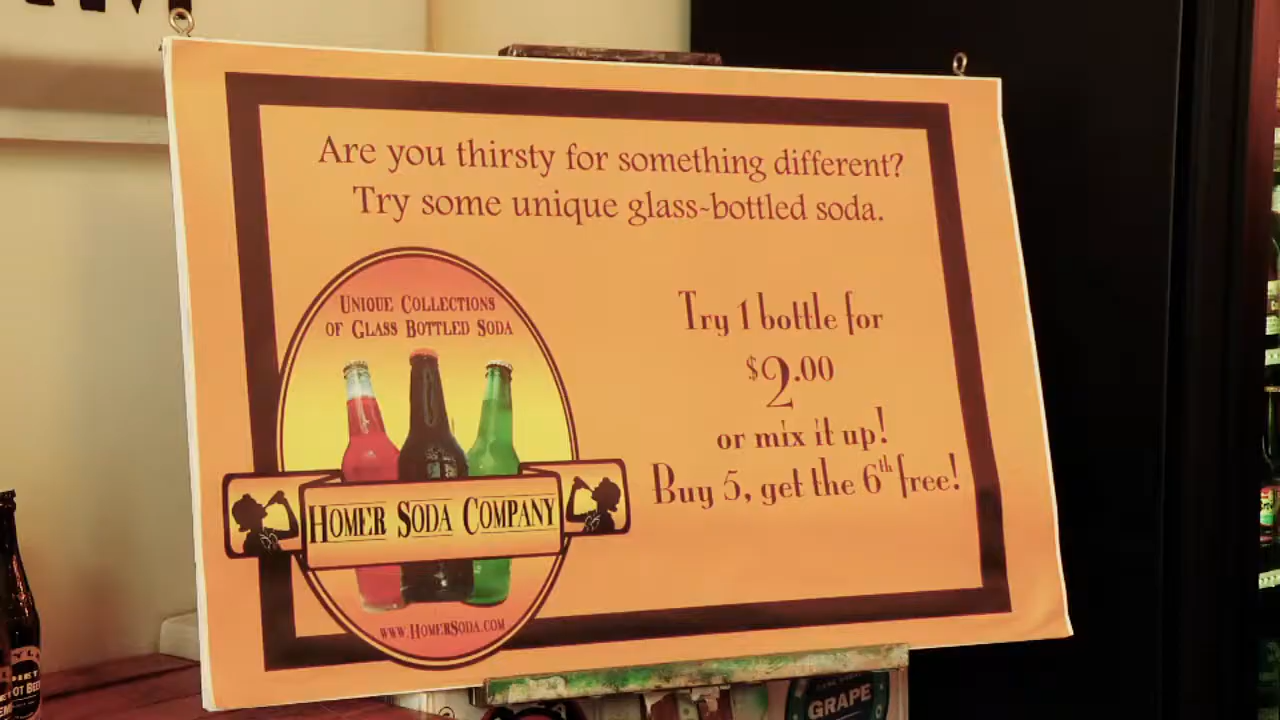 Are you thirsty for something different?
Try some unique glass-bottled soda.
UNIQUE COLLECTIONS
OF GLASS BOTTLED SODA
HOMER SODA COMPANY
WWW.HOMERSODA.COM
Try 1 bottle for
$2.00
or mix it up!
Buy 5, get the 6th free!
GRAPE